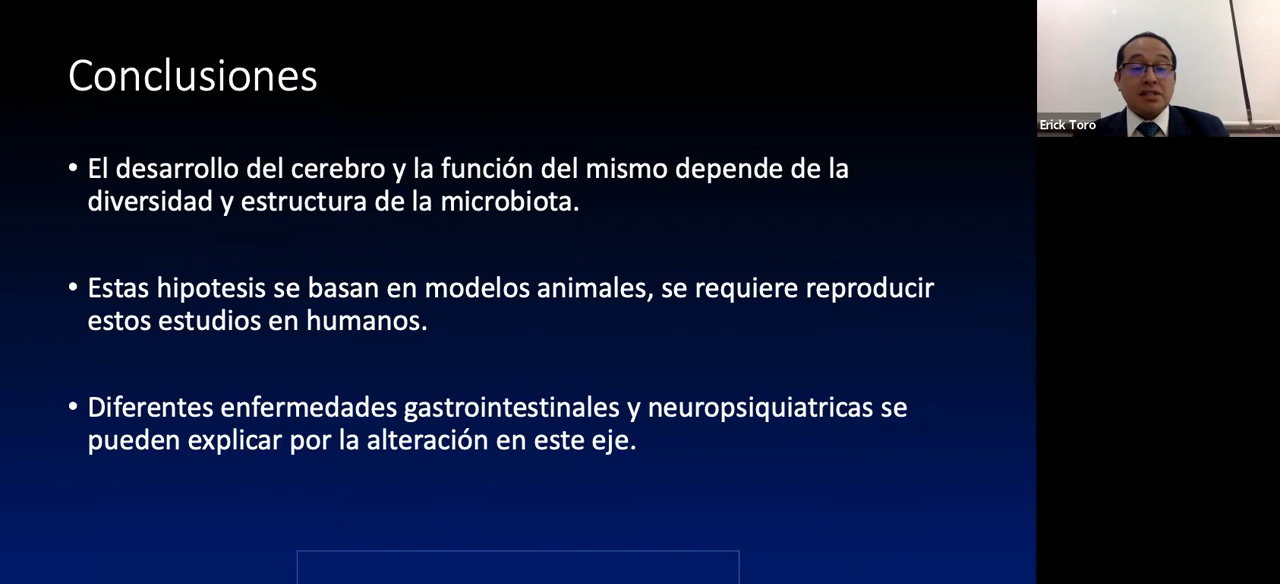 Conclusiones
• El desarrollo del cerebro y la función del mismo depende de la
diversidad y estructura de la microbiota.
• Estas hipotesis se basan en modelos animales, se requiere reproducir
estos estudios en humanos.
• Diferentes enfermedades gastrointestinales y neuropsiquiatricas se
pueden explicar por la alteración en este eje.
Erick Toro